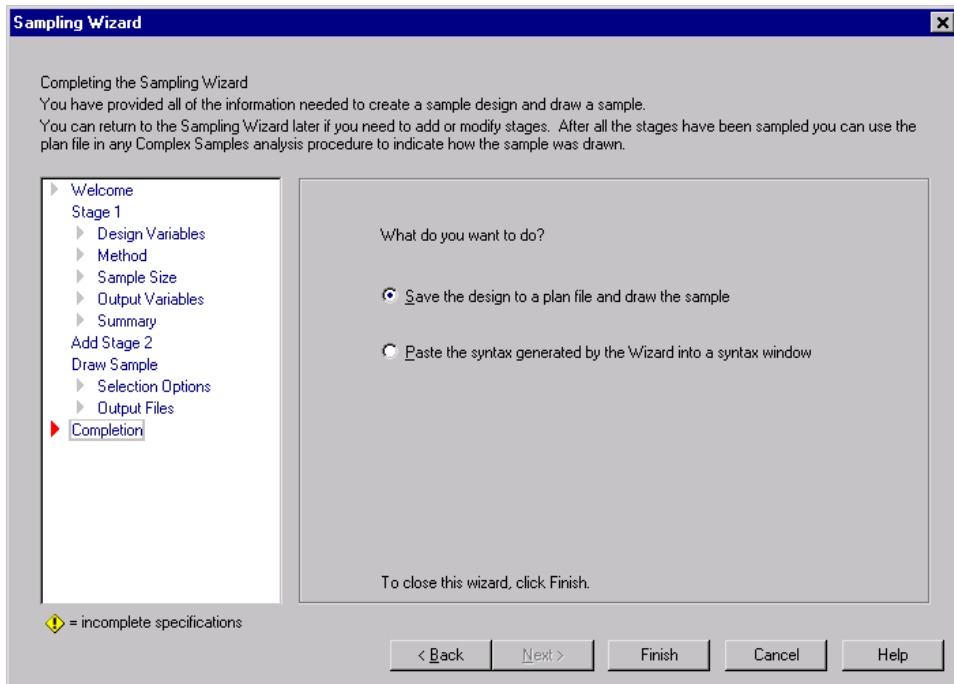 Sampling Wizard
Completing the Sampling Wizard
You have provided all of the information needed to create a sample design and draw a sample.
You can return to the Sampling Wizard later if you need to add or modify stages. After all the stages have been sampled you can use the
plan file in any Complex Samples analysis procedure to indicate how the sample was drawn.
Welcome
Stage 1
Design Variables
Method
Sample Size
Output Variables
Summary
Add Stage 2
Draw Sample
Selection Options
Output Files
Completion
What do you want to do?
Save the design to a plan file and draw the sample
Paste the syntax generated by the Wizard into a syntax window
To close this wizard, click Finish.
! = incomplete specifications
< Back
Next >
Finish
Cancel
Help